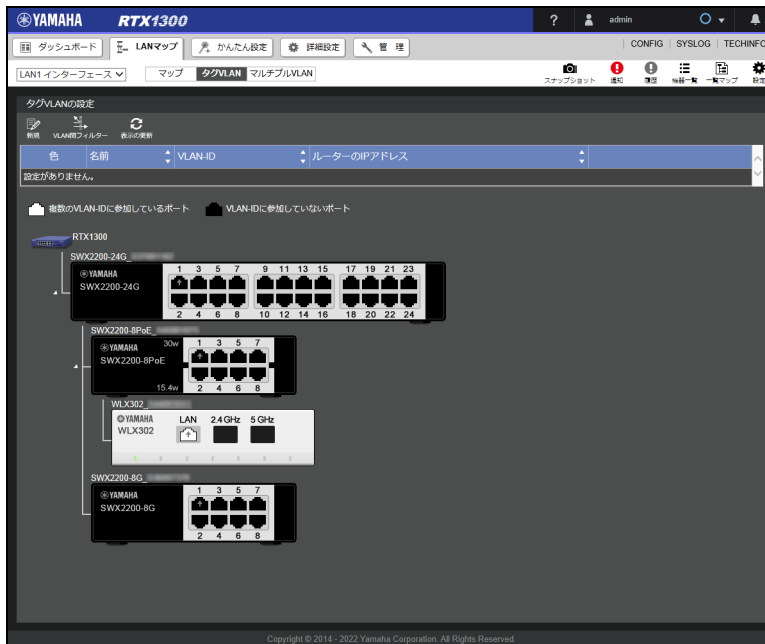 YAMAHA RTX1300 ? admin
ダッシュボード LANマップ かんたん設定 詳細設定 管 理 CONFIG SYSLOG TECHINFO
LAN1 インターフェース マップ タグVLAN マルチプルVLAN スナップショット 通知 履歴 機器一覧 一覧マップ 設定
タグVLANの設定
新規 VLAN間フィルター 表示の更新
色 名前 VLAN-ID ルーターのIPアドレス
設定がありません。
複数のVLAN-IDに参加しているポート VLAN-IDに参加していないポート
RTX1300
SWX2200-24G_
YAMAHA
SWX2200-24G
1 3 5 7 9 11 13 15 17 19 21 23
2 4 6 8 10 12 14 16 18 20 22 24
SWX2200-8PoE_
YAMAHA 30w 1 3 5 7
SWX2200-8PoE
15.4w 2 4 6 8
WLX302_
YAMAHA LAN 2.4 GHz 5 GHz
WLX302
SWX2200-8G_
YAMAHA 1 3 5 7
SWX2200-8G
2 4 6 8
Copyright © 2014 - 2022 Yamaha Corporation. All Rights Reserved.